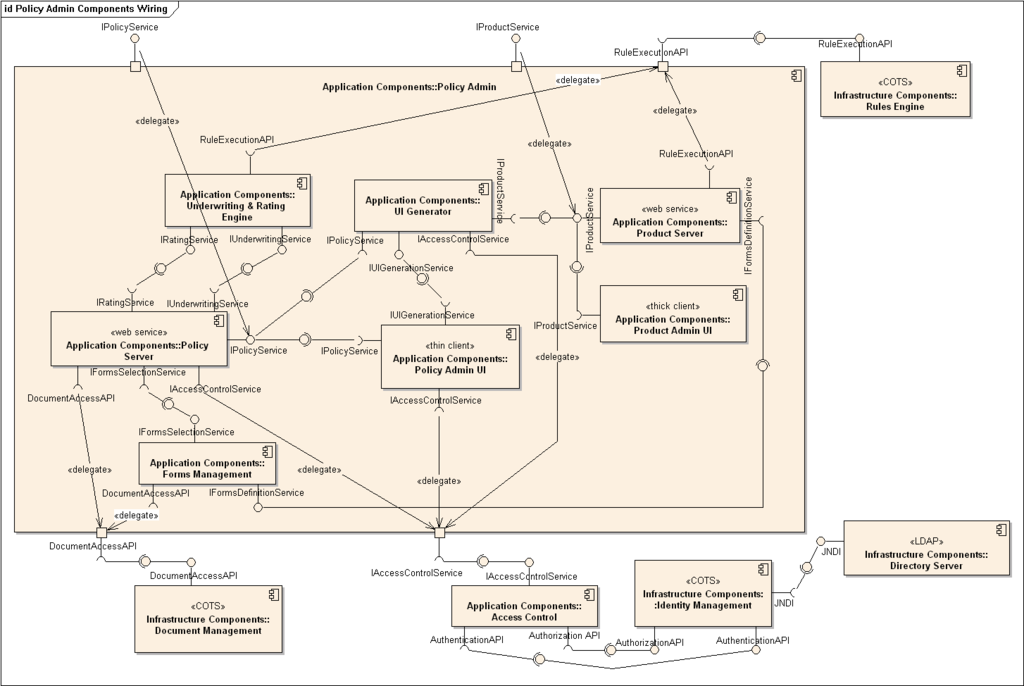 id Policy Admin Components Wiring
IPolicyService
IProductService
RuleExecutionAPI
RuleExecutionAPI
«COTS»
Infrastructure Components::
Rules Engine
Application Components::Policy Admin
«delegate»
«delegate»
«delegate»
«delegate»
RuleExecutionAPI
RuleExecutionAPI
Application Components::
Underwriting & Rating
Engine
Application Components::
UI Generator
IProductService
IProductService
«web service»
Application Components::
Product Server
IFormsDefinitionService
IRatingService
IUnderwritingService
IPolicyService
IAccessControlService
IUIGenerationService
IRatingService
IUnderwritingService
IUIGenerationService
IProductService
«thick client»
Application Components::
Product Admin UI
«web service»
Application Components::Policy
Server
IPolicyService
IPolicyService
«thin client»
Application Components::
Policy Admin UI
«delegate»
IFormsSelectionService
IAccessControlService
DocumentAccessAPI
IAccessControlService
IFormsSelectionService
Application Components::
Forms Management
«delegate»
«delegate»
«delegate»
DocumentAccessAPI
IFormsDefinitionService
«delegate»
DocumentAccessAPI
DocumentAccessAPI
«COTS»
Infrastructure Components::
Document Management
IAccessControlService
IAccessControlService
Application Components::
Access Control
«COTS»
Infrastructure Components:
:Identity Management
JNDI
JNDI
«LDAP»
Infrastructure Components::
Directory Server
AuthenticationAPI
Authorization API
AuthorizationAPI
AuthenticationAPI